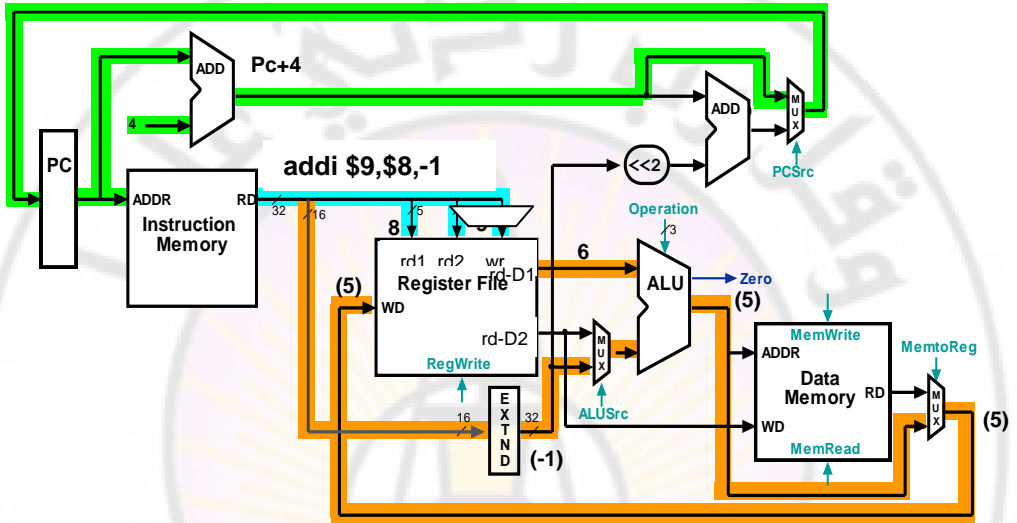 Pc+4
ADD
4
ADD
MUX
PCSrc
<<2
PC
addi $9,$8,-1
ADDR
RD
32
16
5
Instruction
Memory
8
rd1
rd2
wr
rd-D1
Register File
WD
rd-D2
RegWrite
(5)
6
Operation
3
ALU
Zero
(5)
MUX
ALUSrc
16
EXTND
32
(-1)
MemWrite
ADDR
Data
Memory
RD
WD
MemRead
MemtoReg
MUX
(5)